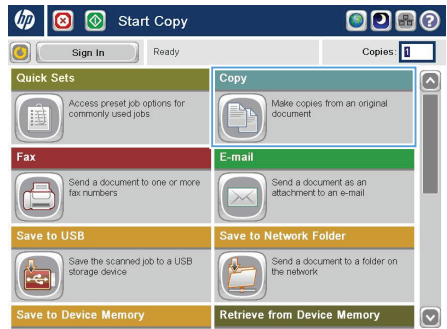 hp Start Copy
Sign In Ready Copies: 1
Quick Sets
Access preset job options for
commonly used jobs
Copy
Make copies from an original
document
Fax
Send a document to one or more
fax numbers
E-mail
Send a document as an
attachment to an e-mail
Save to USB
Save the scanned job to a USB
storage device
Save to Network Folder
Send a document to a folder on
the network
Save to Device Memory
Retrieve from Device Memory